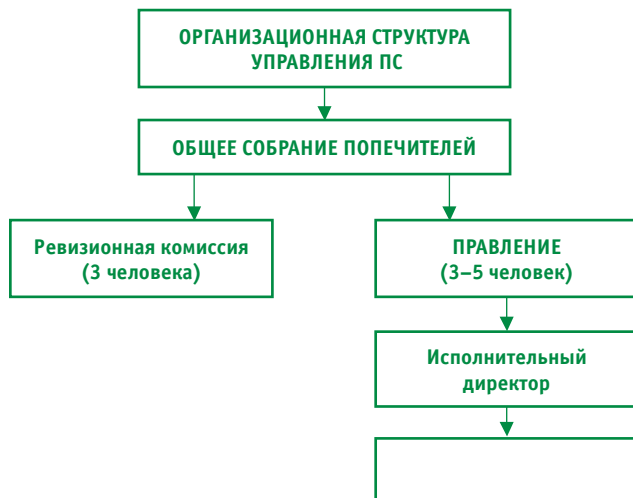 ОРГАНИЗАЦИОННАЯ СТРУКТУРА
УПРАВЛЕНИЯ ПС
ОБЩЕЕ СОБРАНИЕ ПОПЕЧИТЕЛЕЙ
Ревизионная комиссия
(3 человека)
ПРАВЛЕНИЕ
(3–5 человек)
Исполнительный
директор